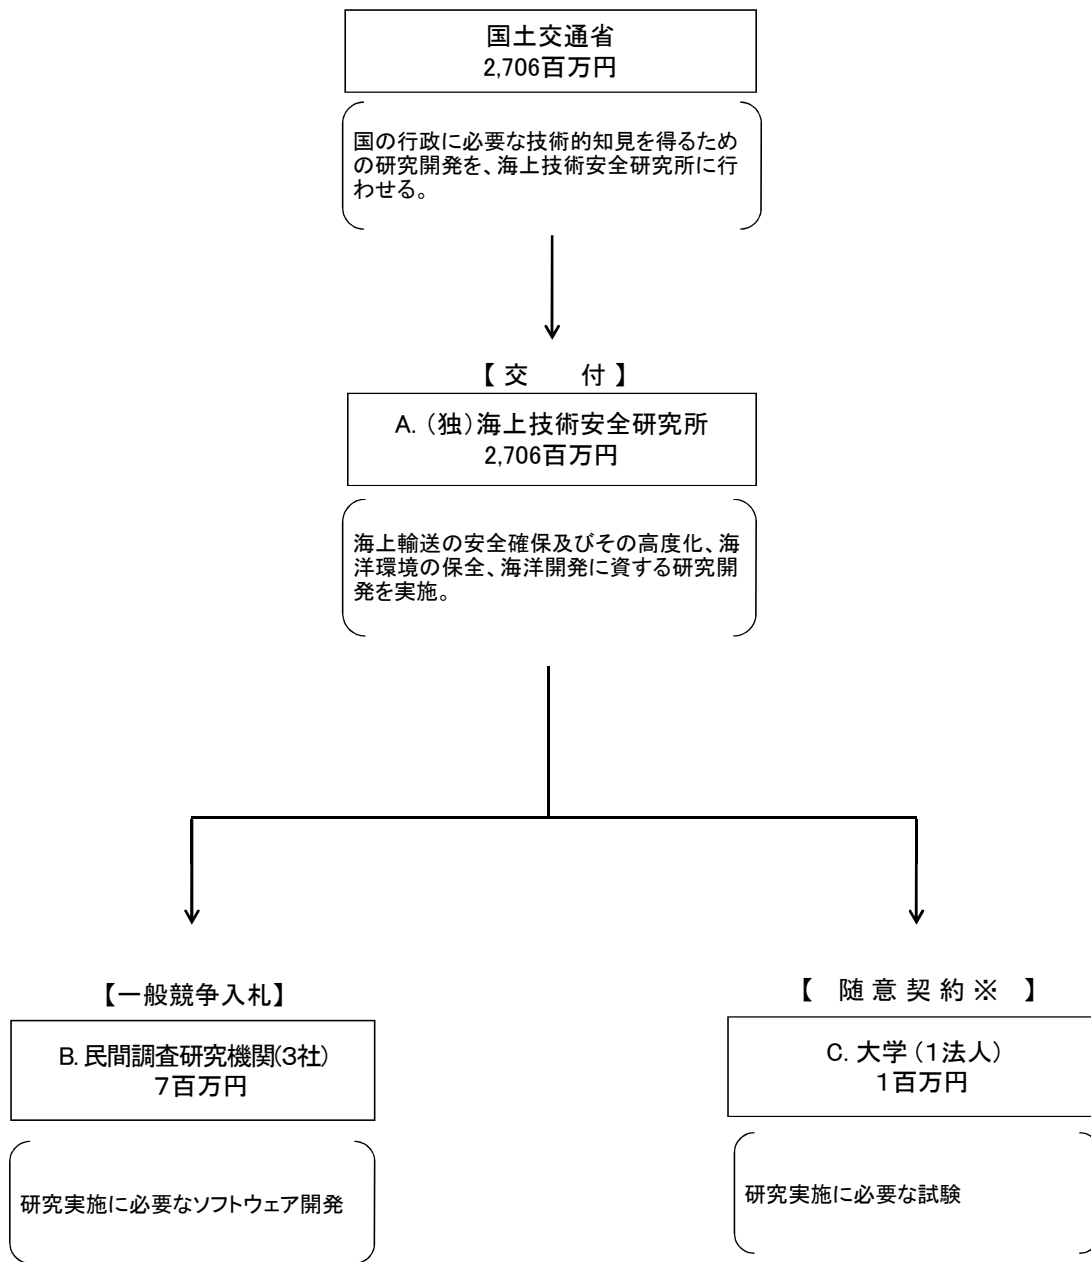 国土交通省
2,706百万円
国の行政に必要な技術的知見を得るため
の研究開発を、海上技術安全研究所に行
わせる。
【交　　付】
A.（独）海上技術安全研究所
2,706百万円
海上輸送の安全確保及びその高度化、海
洋環境の保全、海洋開発に資する研究開
発を実施。
【一般競争入札】
B. 民間調査研究機関(3社)
7百万円
研究実施に必要なソフトウェア開発
【　随意契約※　】
C. 大学（1法人）
1百万円
研究実施に必要な試験